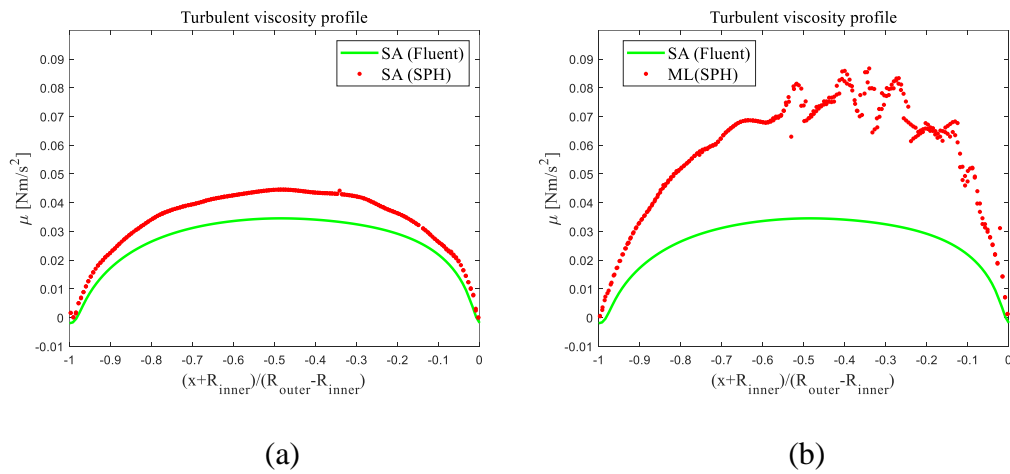 Turbulent viscosity profile
SA (Fluent)
SA (SPH)
0.09
0.08
0.07
0.06
0.05
0.04
0.03
0.02
0.01
0
-0.01
μ [Nm/s²]
-1 -0.9 -0.8 -0.7 -0.6 -0.5 -0.4 -0.3 -0.2 -0.1 0
(x+R_inner)/(R_outer-R_inner)
(a)
Turbulent viscosity profile
SA (Fluent)
ML(SPH)
0.09
0.08
0.07
0.06
0.05
0.04
0.03
0.02
0.01
0
-0.01
μ [Nm/s²]
-1 -0.9 -0.8 -0.7 -0.6 -0.5 -0.4 -0.3 -0.2 -0.1 0
(x+R_inner)/(R_outer-R_inner)
(b)